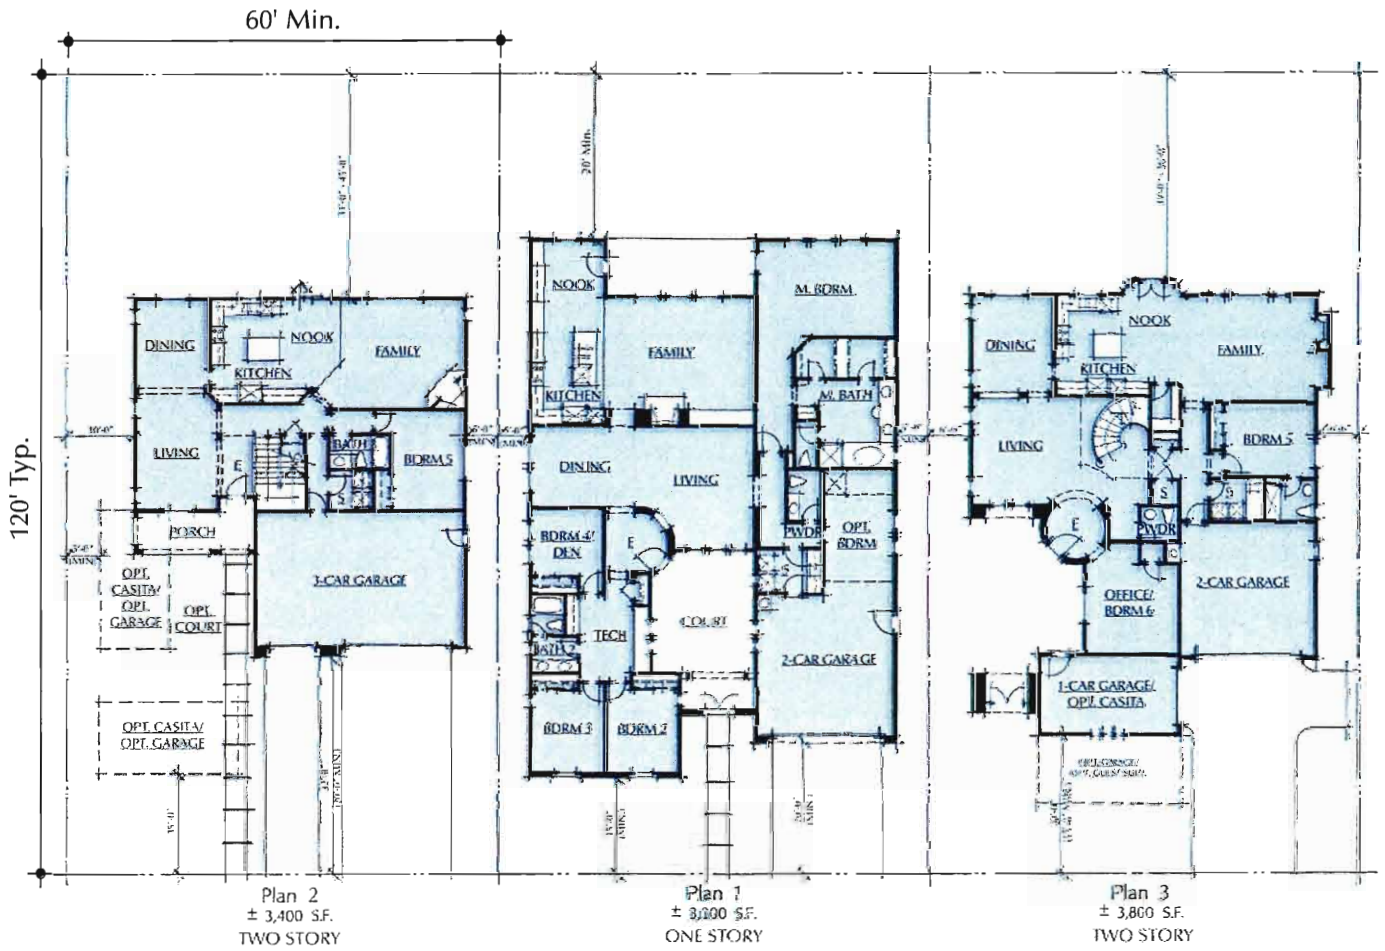 60' Min.
120' Typ.
20' Min.
DINING
NOOK
FAMILY
KITCHEN
LIVING
E
BATH 3
BDRM 5
S
PORCH
3-CAR GARAGE
OPT.
CASITA/
OPT.
GARAGE
OPT.
COURT
OPT. CASITA/
OPT. GARAGE
Plan 2
± 3,400 S.F.
TWO STORY
NOOK
M. BDRM
FAMILY
KITCHEN
M. BATH
DINING
LIVING
BDRM 4/
DEN
E
PWDR
OPT.
BDRM
S
TECH
COURT
BATH 2
2-CAR GARAGE
BDRM 3
BDRM 2
15'-0"
(MIN.)
Plan 1
S.F.
ONE STORY
DINING
NOOK
FAMILY
KITCHEN
LIVING
BDRM 5
S
S
E
PWDR
OFFICE/
BDRM 6
2-CAR GARAGE
1-CAR GARAGE/
OPT. CASITA
Plan 3
± 3,800 S.F.
TWO STORY